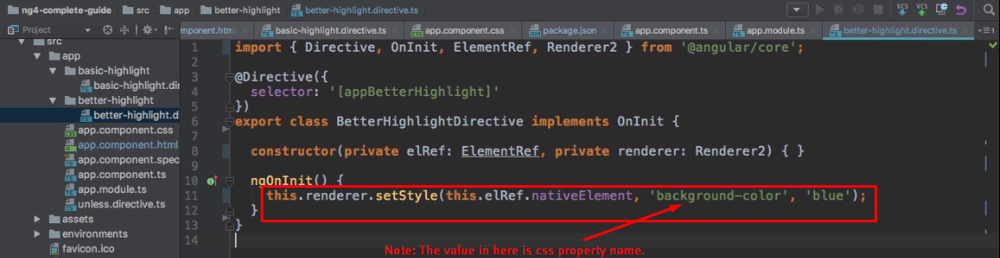 ng4-complete-guide src app better-highlight better-highlight.directive.ts
VCS VCS
Project
mponent.html basic-highlight.directive.ts app.component.css package.json app.component.ts app.module.ts better-highlight.directive.ts
src
app
basic-highlight
basic-highlight.di
better-highlight
better-highlight.d
app.component.css
app.component.html
app.component.spec
app.component.ts
app.module.ts
unless.directive.ts
assets
environments
favicon.ico
1 import { Directive, OnInit, ElementRef, Renderer2 } from '@angular/core';
2
3 @Directive({
4 selector: '[appBetterHighlight]'
5 })
6 export class BetterHighlightDirective implements OnInit {
7
8 constructor(private elRef: ElementRef, private renderer: Renderer2) { }
9
10 ngOnInit() {
11 this.renderer.setStyle(this.elRef.nativeElement, 'background-color', 'blue');
12 }
13 }
14
Note: The value in here is css property name.